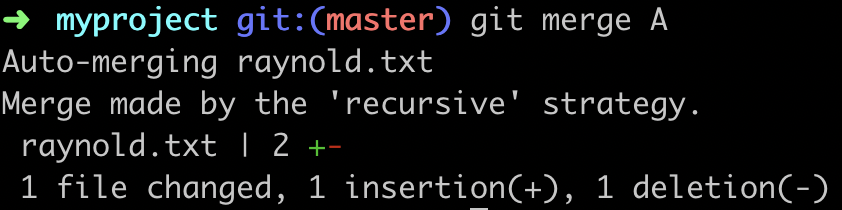 ➜ myproject git:(master) git merge A
Auto-merging raynold.txt
Merge made by the 'recursive' strategy.
raynold.txt | 2 +-
1 file changed, 1 insertion(+), 1 deletion(-)